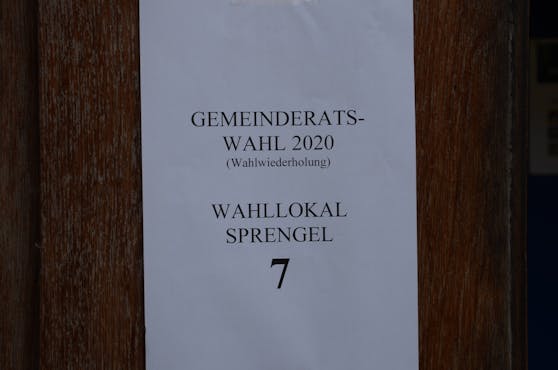 GEMEINDERATS-
WAHL 2020
(Wahlwiederholung)
WAHLLOKAL
SPRENGEL
7